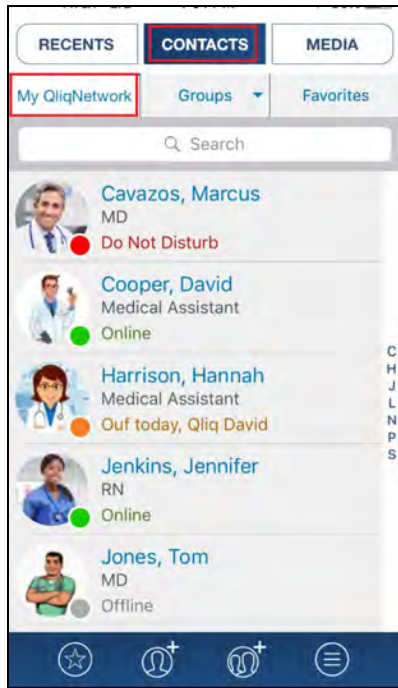 RECENTS CONTACTS MEDIA
My QliqNetwork Groups Favorites
Search
Cavazos, Marcus
MD
Do Not Disturb
Cooper, David
Medical Assistant
Online
Harrison, Hannah
Medical Assistant
Ouf today, Qliq David
Jenkins, Jennifer
RN
Online
Jones, Tom
MD
Offline
C
H
J
L
N
P
S